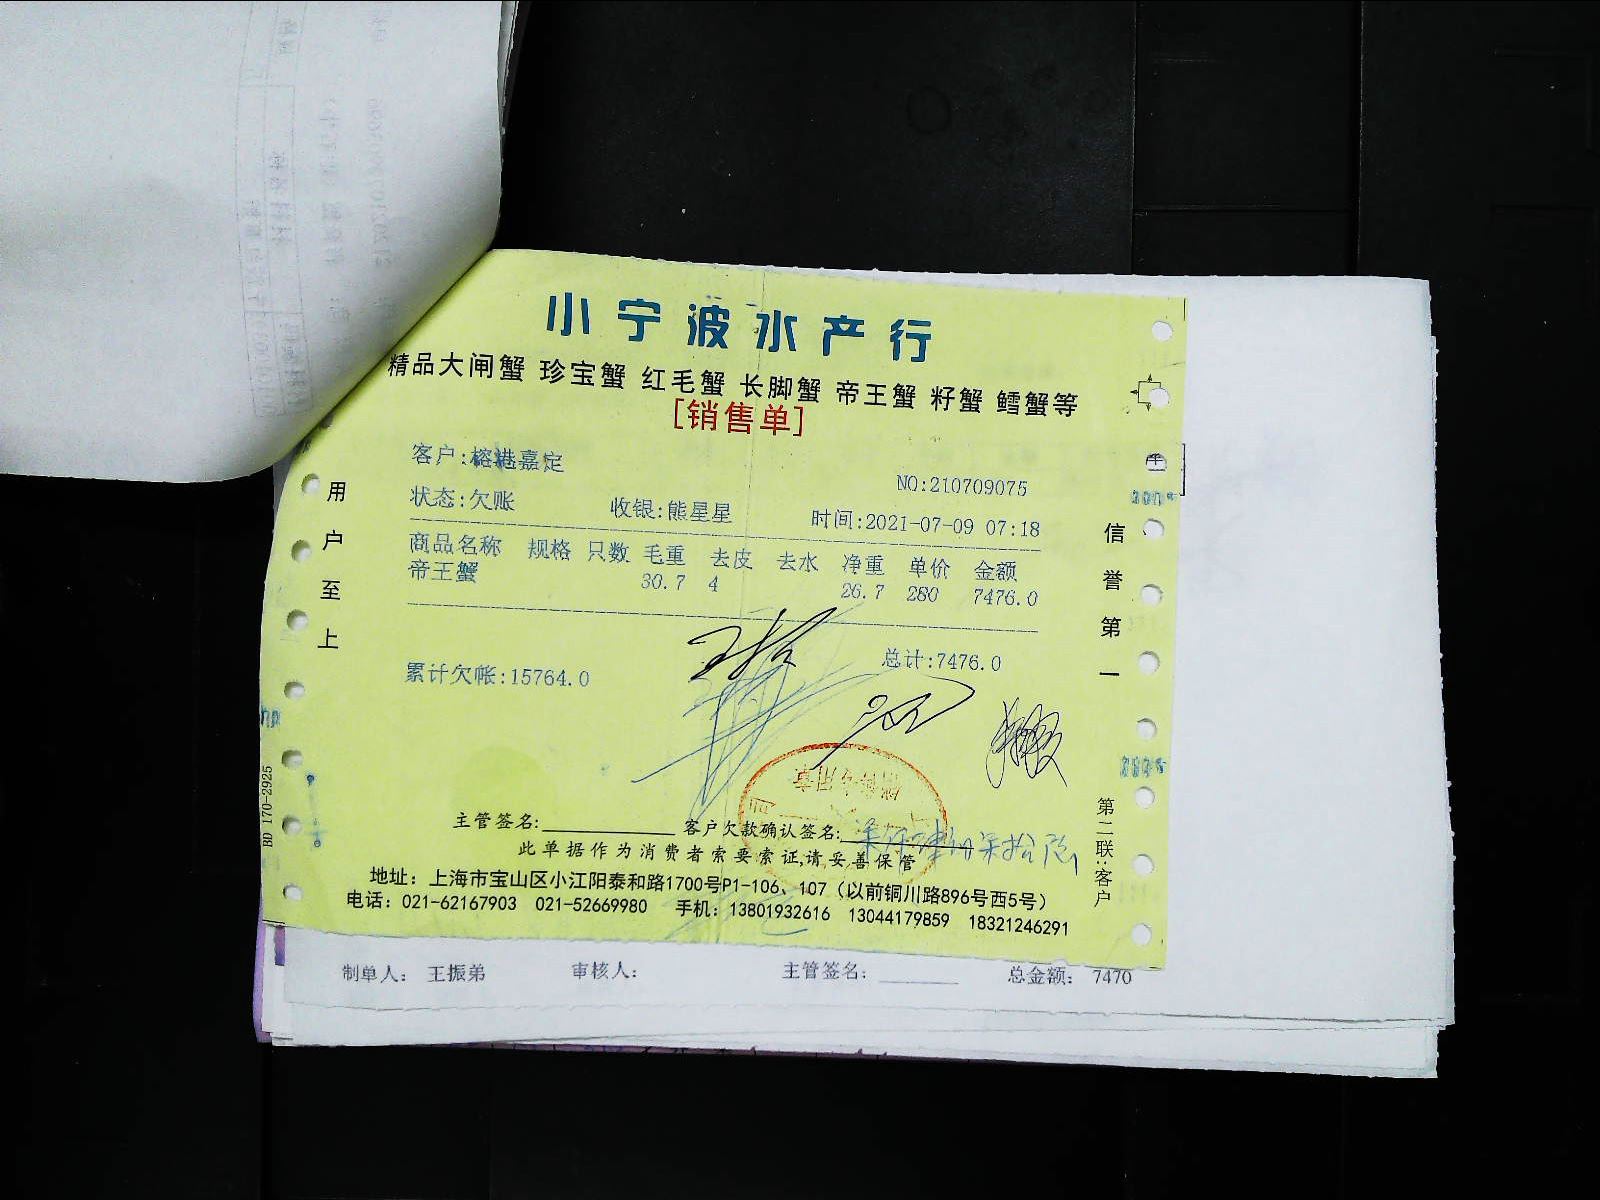 小宁波水产行
精品大闸蟹 珍宝蟹 红毛蟹 长脚蟹 帝王蟹 籽蟹 鳕蟹等
[销售单]
客户:榕港嘉定
NO:210709075
状态:欠账 收银:熊星星 时间:2021-07-09 07:18
商品名称 规格 只数 毛重 去皮 去水 净重 单价 金额
帝王蟹 30.7 4 26.7 280 7476.0
累计欠帐:15764.0 总计:7476.0
主管签名: 客户欠款确认签名:
此单据作为消费者索要索证,请妥善保管
地址：上海市宝山区小江阳泰和路1700号P1-106、107（以前铜川路896号西5号）
电话：021-62167903 021-52669980 手机：13801932616 13044179859 18321246291
用户至上
信誉第一
第二联:客户
BD 170-2925
制单人： 王振弟 审核人： 主管签名： 总金额： 7470